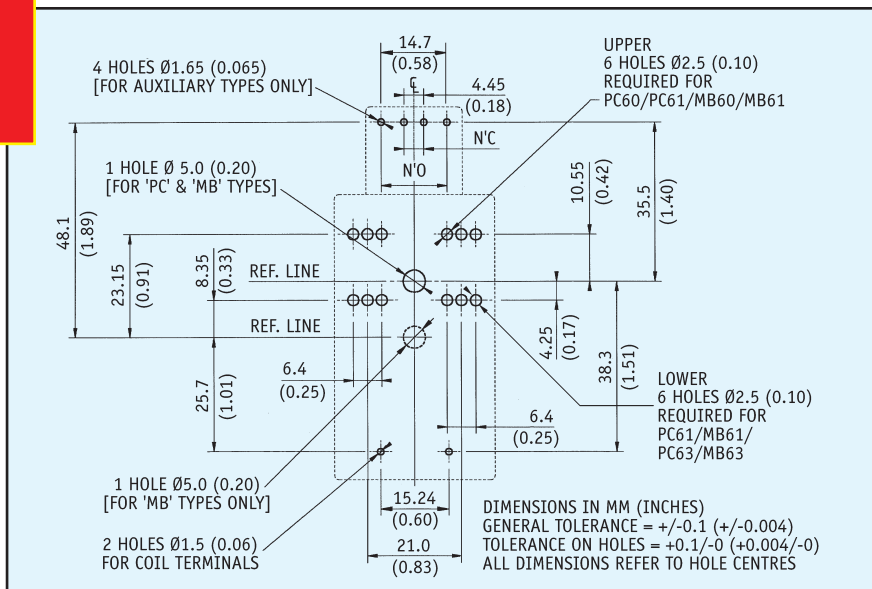 14.7
(0.58)
℄
4.45
(0.18)
4 HOLES Ø1.65 (0.065)
[FOR AUXILIARY TYPES ONLY]
UPPER
6 HOLES Ø2.5 (0.10)
REQUIRED FOR
PC60/PC61/MB60/MB61
N'C
N'O
1 HOLE Ø 5.0 (0.20)
[FOR 'PC' & 'MB' TYPES]
10.55
(0.42)
35.5
(1.40)
48.1
(1.89)
23.15
(0.91)
8.35
(0.33)
REF. LINE
REF. LINE
4.25
(0.17)
38.3
(1.51)
25.7
(1.01)
6.4
(0.25)
6.4
(0.25)
LOWER
6 HOLES Ø2.5 (0.10)
REQUIRED FOR
PC61/MB61/
PC63/MB63
1 HOLE Ø5.0 (0.20)
[FOR 'MB' TYPES ONLY]
15.24
(0.60)
2 HOLES Ø1.5 (0.06)
FOR COIL TERMINALS
21.0
(0.83)
DIMENSIONS IN MM (INCHES)
GENERAL TOLERANCE = +/-0.1 (+/-0.004)
TOLERANCE ON HOLES = +0.1/-0 (+0.004/-0)
ALL DIMENSIONS REFER TO HOLE CENTRES